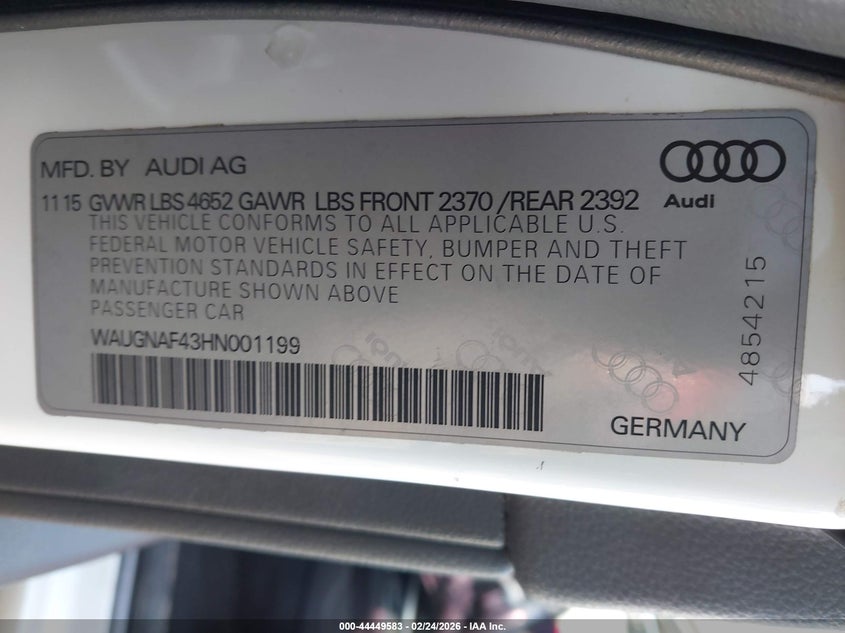 MFD. BY AUDI AG
11 15 GVWR LBS 4652 GAWR LBS FRONT 2370 /REAR 2392
Audi
THIS VEHICLE CONFORMS TO ALL APPLICABLE U.S.
FEDERAL MOTOR VEHICLE SAFETY, BUMPER AND THEFT
PREVENTION STANDARDS IN EFFECT ON THE DATE OF
MANUFACTURE SHOWN ABOVE
PASSENGER CAR
WAUGNAF43HN001199
4854215
GERMANY
000-44449583 - 02/24/2026 - IAA Inc.